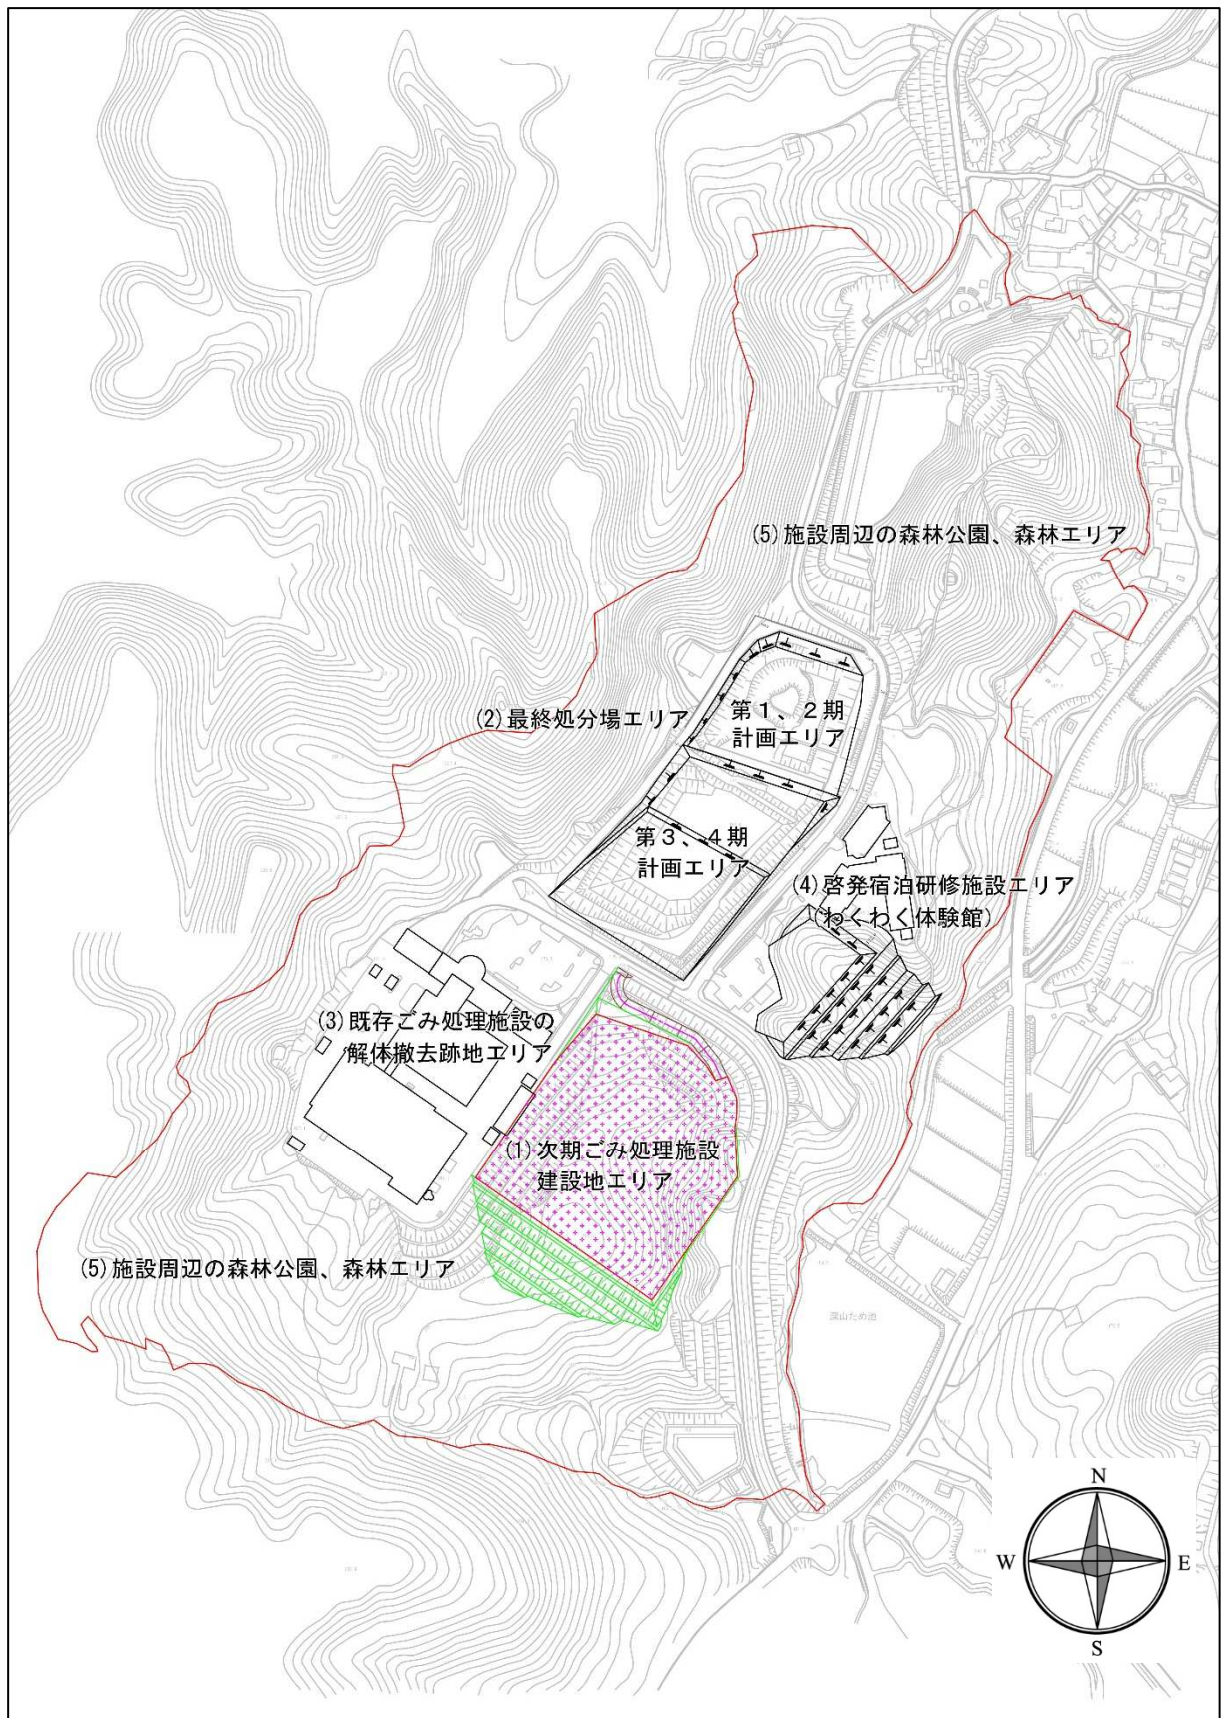 (5)施設周辺の森林公園、森林エリア
(2)最終処分場エリア
第1、2期
計画エリア
第3、4期
計画エリア
(4)啓発宿泊研修施設エリア
(わくわく体験館)
(3)既存ごみ処理施設の
解体撤去跡地エリア
(1)次期ごみ処理施設
建設地エリア
(5)施設周辺の森林公園、森林エリア
深山ため池
N
W
E
S